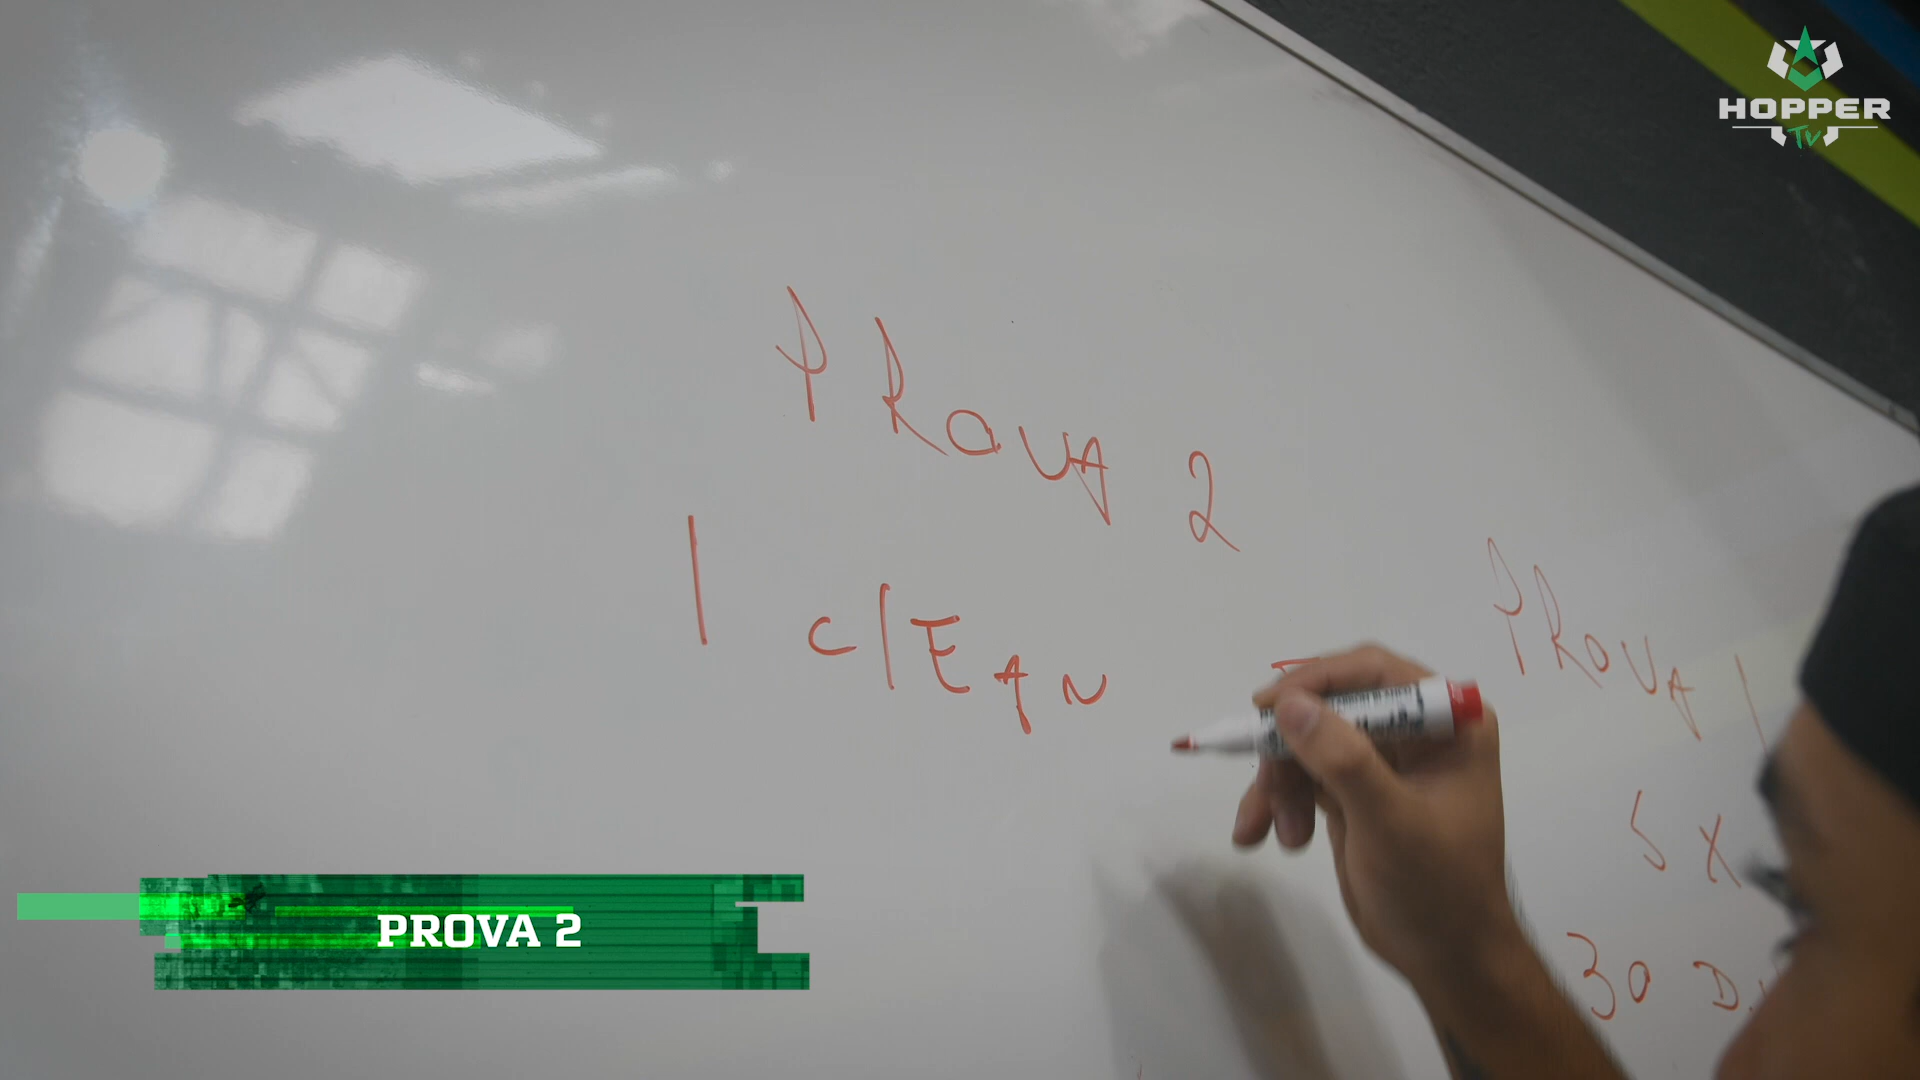 HOPPER
TV
PROVA 2
1 CLEAN
PROVA 1
5 X
30 D.
PROVA 2